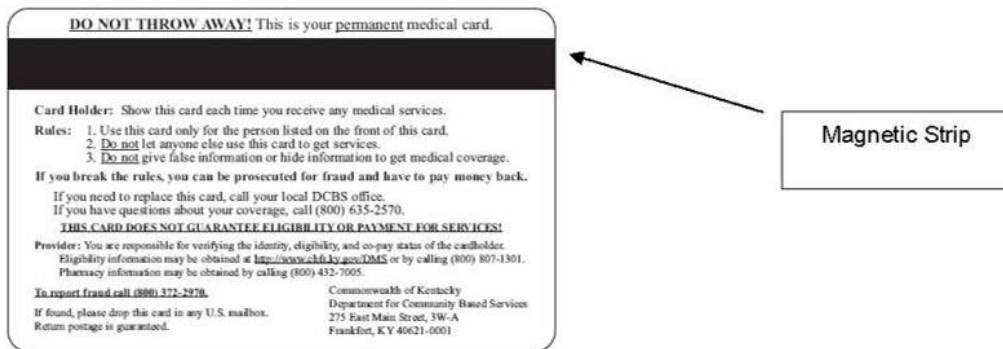 DO NOT THROW AWAY! This is your permanent medical card.
Magnetic Strip
Card Holder: Show this card each time you receive any medical services.
Rules: 1. Use this card only for the person listed on the front of this card.
2. Do not let anyone else use this card to get services.
3. Do not give false information or hide information to get medical coverage.
If you break the rules, you can be prosecuted for fraud and have to pay money back.
If you need to replace this card, call your local DCBS office.
If you have questions about your coverage, call (800) 635-2570.
THIS CARD DOES NOT GUARANTEE ELIGIBILITY OR PAYMENT FOR SERVICES!
Provider: You are responsible for verifying the identity, eligibility, and co-pay status of the cardholder.
Eligibility information may be obtained at http://www.chfs.ky.gov/DMS or by calling (800) 807-1301.
Pharmacy information may be obtained by calling (800) 432-7005.
To report fraud call (800) 372-2970.
If found, please drop this card in any U.S. mailbox.
Return postage is guaranteed.
Commonwealth of Kentucky
Department for Community Based Services
275 East Main Street, 3W-A
Frankfort, KY 40621-0001